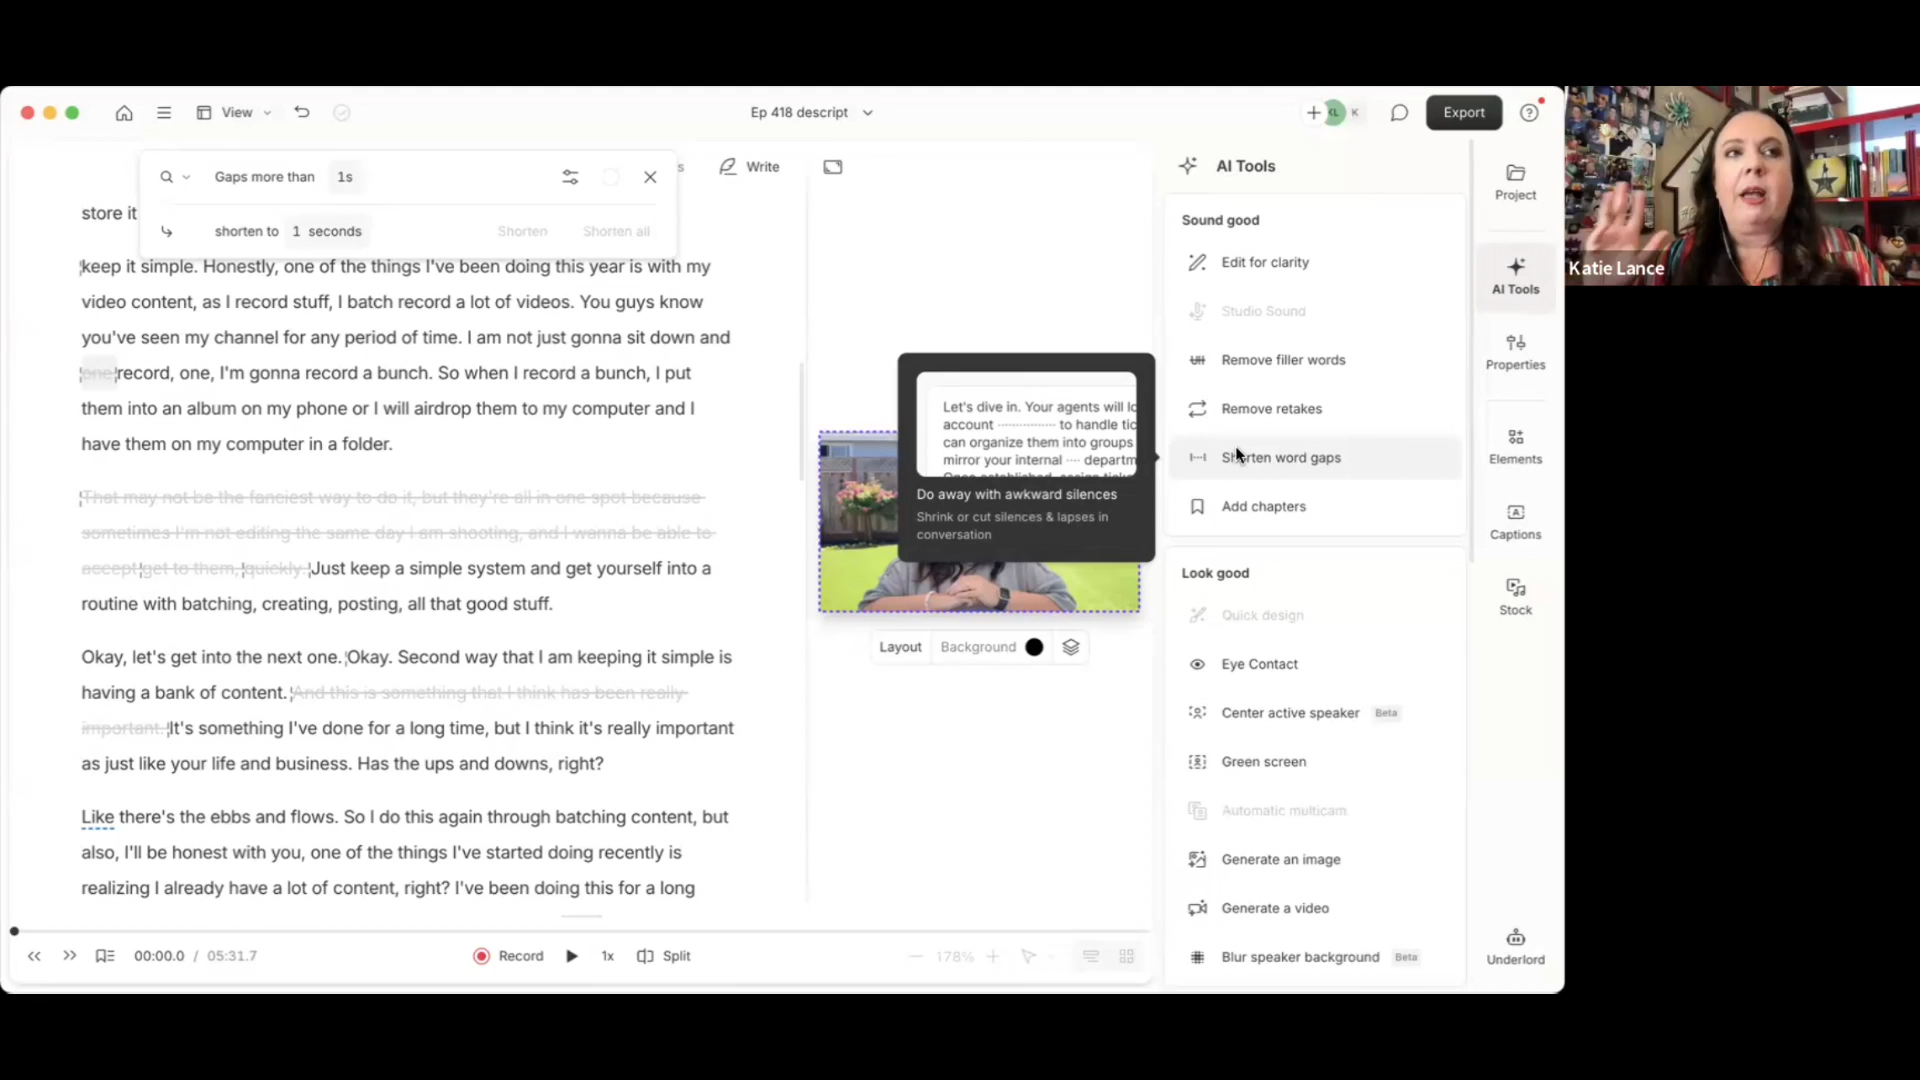 View
Ep 418 descript
KL
K
Export
Gaps more than 1s
shorten to 1 seconds Shorten Shorten all
s
Write
store it
keep it simple. Honestly, one of the things I've been doing this year is with my
video content, as I record stuff, I batch record a lot of videos. You guys know
you've seen my channel for any period of time. I am not just gonna sit down and
one record, one, I'm gonna record a bunch. So when I record a bunch, I put
them into an album on my phone or I will airdrop them to my computer and I
have them on my computer in a folder.
That may not be the fanciest way to do it, but they're all in one spot because
sometimes I'm not editing the same day I am shooting, and I wanna be able to
accept get to them, quickly. Just keep a simple system and get yourself into a
routine with batching, creating, posting, all that good stuff.
Okay, let's get into the next one. Okay. Second way that I am keeping it simple is
having a bank of content. And this is something that I think has been really
important. It's something I've done for a long time, but I think it's really important
as just like your life and business. Has the ups and downs, right?
Like there's the ebbs and flows. So I do this again through batching content, but
also, I'll be honest with you, one of the things I've started doing recently is
realizing I already have a lot of content, right? I've been doing this for a long
Let's dive in. Your agents will lo
account to handle tic
can organize them into groups
mirror your internal departm
Do away with awkward silences
Shrink or cut silences & lapses in
conversation
Layout Background
AI Tools
Sound good
Edit for clarity
Studio Sound
UH Remove filler words
Remove retakes
Shorten word gaps
Add chapters
Look good
Quick design
Eye Contact
Center active speaker Beta
Green screen
Automatic multicam
Generate an image
Generate a video
Blur speaker background Beta
Project
AI Tools
Properties
Elements
Captions
Stock
Underlord
00:00.0 / 05:31.7
Record
1x
Split
178%
Katie Lance